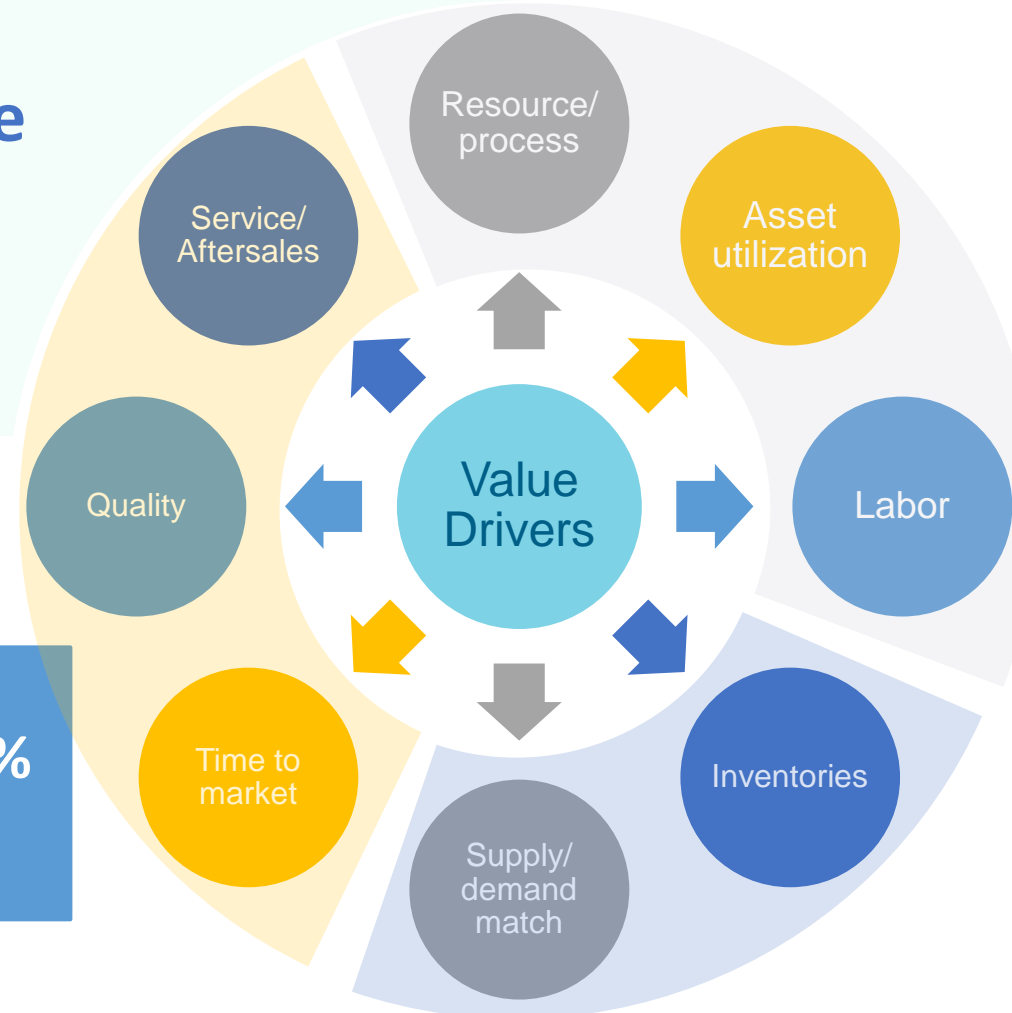 e
Resource/
process
Service/
Aftersales
Asset
utilization
Quality
Value
Drivers
Labor
%
Time to
market
Inventories
Supply/
demand
match